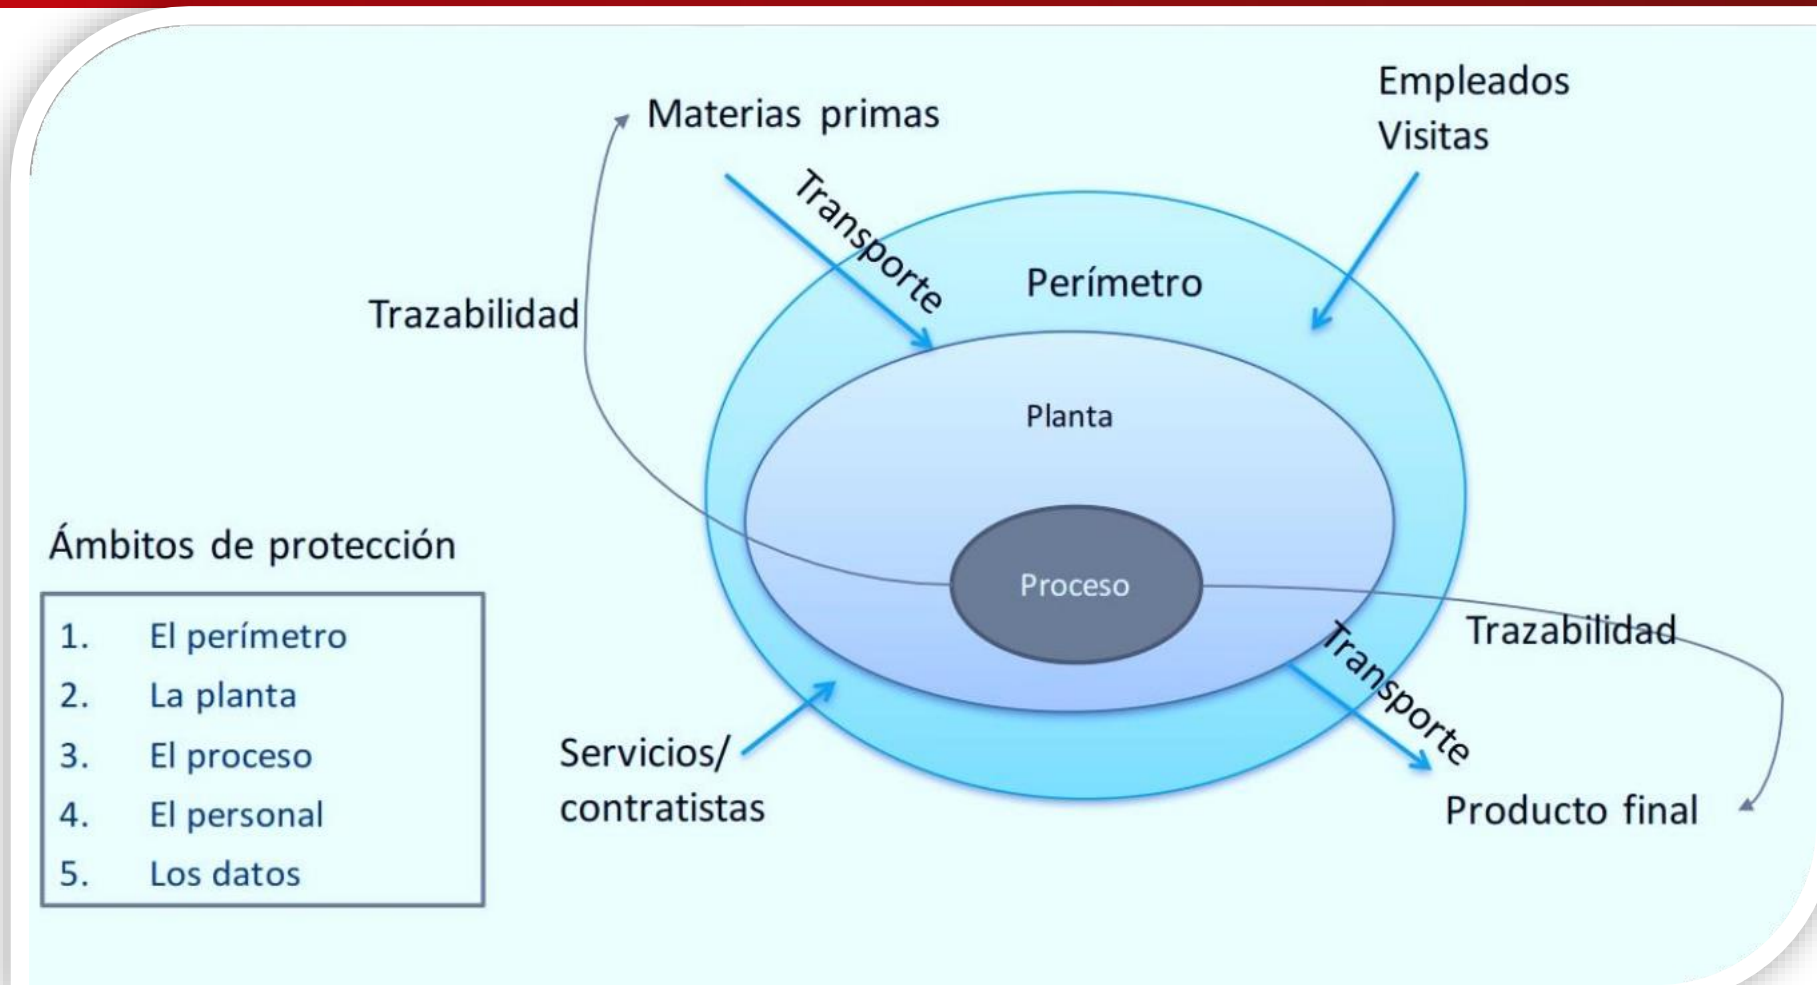 Materias primas
Empleados
Visitas
Transporte
Perímetro
Trazabilidad
Planta
Ámbitos de protección
Proceso
1. El perímetro
2. La planta
3. El proceso
4. El personal
5. Los datos
Trazabilidad
Transporte
Servicios/
contratistas
Producto final